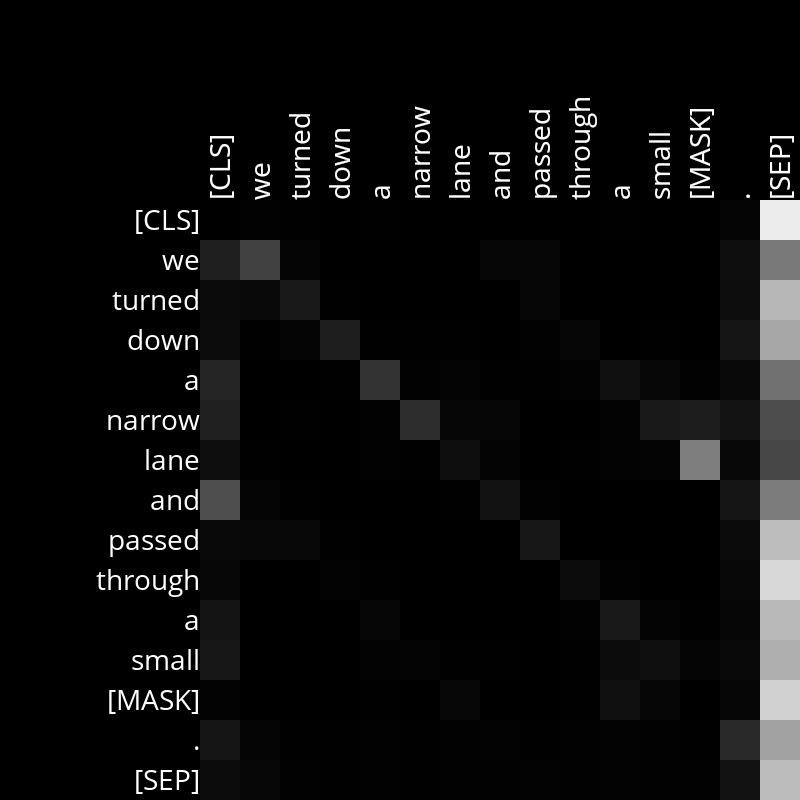 [CLS] we turned down a narrow lane and passed through a small [MASK] . [SEP]
[CLS]
we
turned
down
a
narrow
lane
and
passed
through
a
small
[MASK]
.
[SEP]